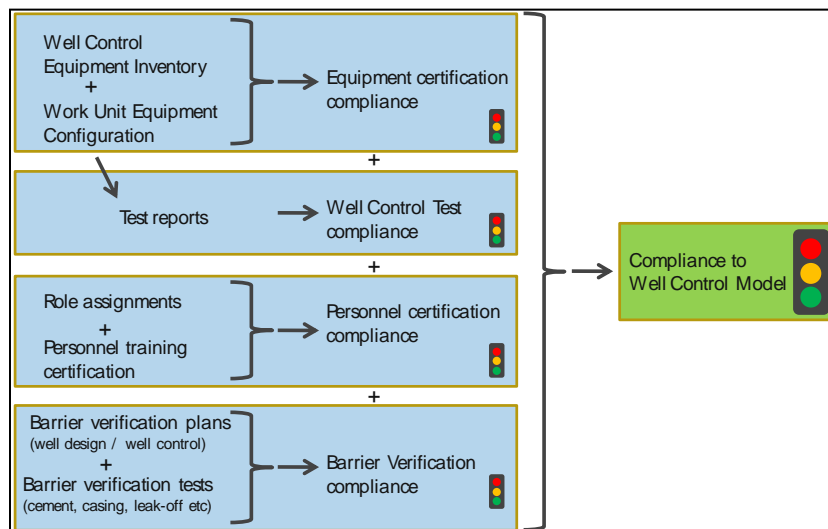 Well Control
Equipment Inventory
+
Work Unit Equipment
Configuration
Equipment certification
compliance
+
Test reports
Well Control Test
compliance
+
Role assignments
+
Personnel training
certification
Personnel certification
compliance
+
Barrier verification plans
(well design / well control)
+
Barrier verification tests
(cement, casing, leak-off etc)
Barrier Verification
compliance
Compliance to
Well Control Model